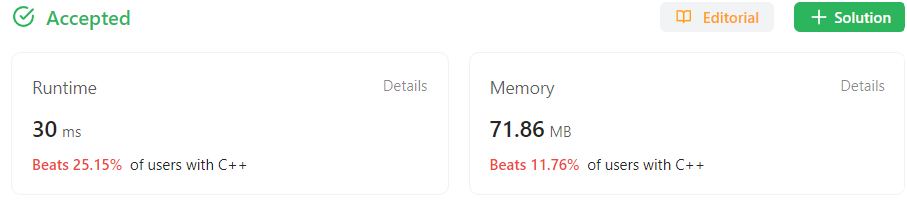 Accepted
Editorial
+ Solution
Runtime
Details
30 ms
Beats 25.15% of users with C++
Memory
Details
71.86 MB
Beats 11.76% of users with C++